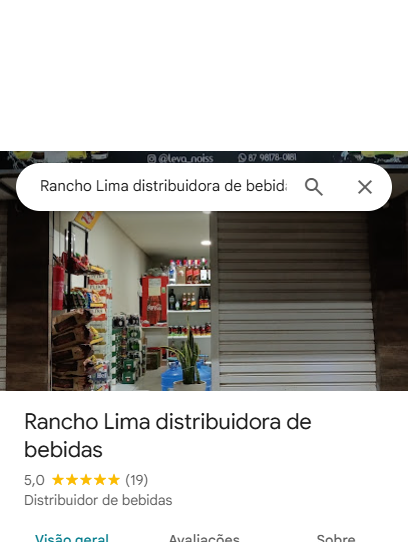 @leva_noiss 87 98178-0181
Rancho Lima distribuidora de bebid
Rancho Lima distribuidora de
bebidas
5,0 (19)
Distribuidor de bebidas
Visão geral Avaliações Sobre